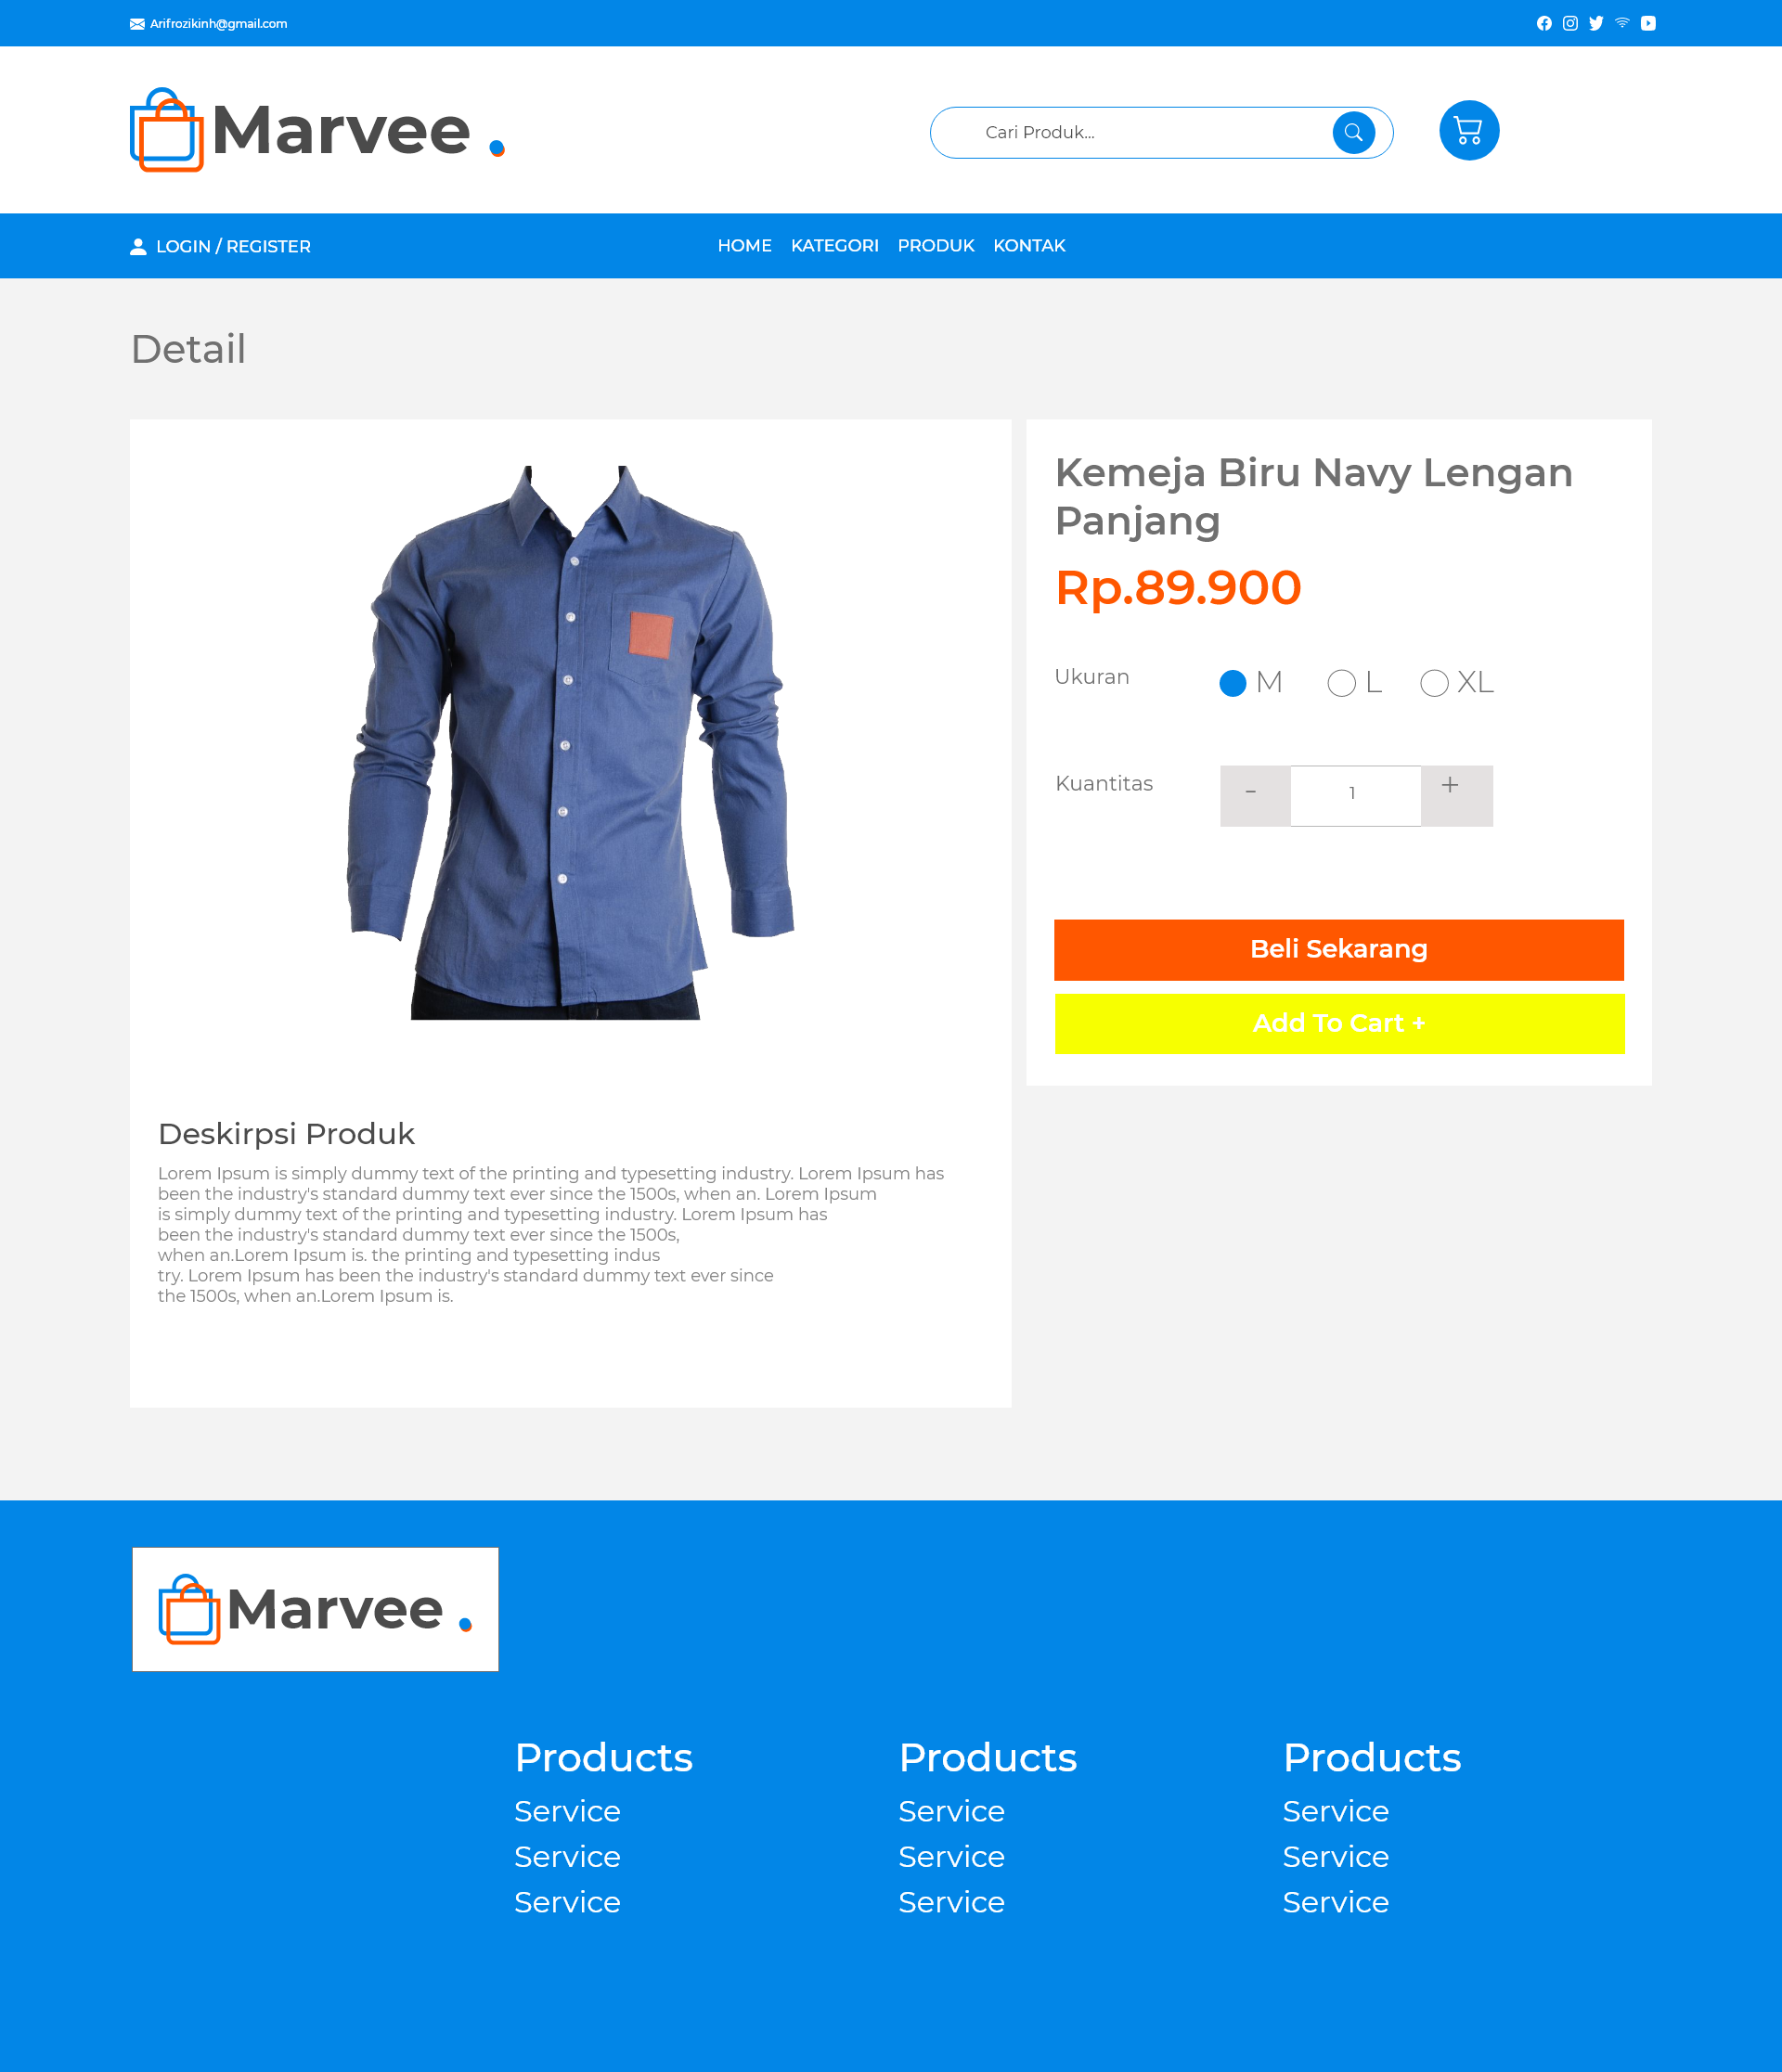 Arifrozikinh@gmail.com
Marvee .
Cari Produk...
LOGIN / REGISTER
HOME KATEGORI PRODUK KONTAK
Detail
Kemeja Biru Navy Lengan
Panjang
Rp.89.900
Ukuran M L XL
Kuantitas - 1 +
Beli Sekarang
Add To Cart +
Deskirpsi Produk
Lorem Ipsum is simply dummy text of the printing and typesetting industry. Lorem Ipsum has
been the industry's standard dummy text ever since the 1500s, when an. Lorem Ipsum
is simply dummy text of the printing and typesetting industry. Lorem Ipsum has
been the industry's standard dummy text ever since the 1500s,
when an.Lorem Ipsum is. the printing and typesetting indus
try. Lorem Ipsum has been the industry's standard dummy text ever since
the 1500s, when an.Lorem Ipsum is.
Marvee .
Products Products Products
Service Service Service
Service Service Service
Service Service Service